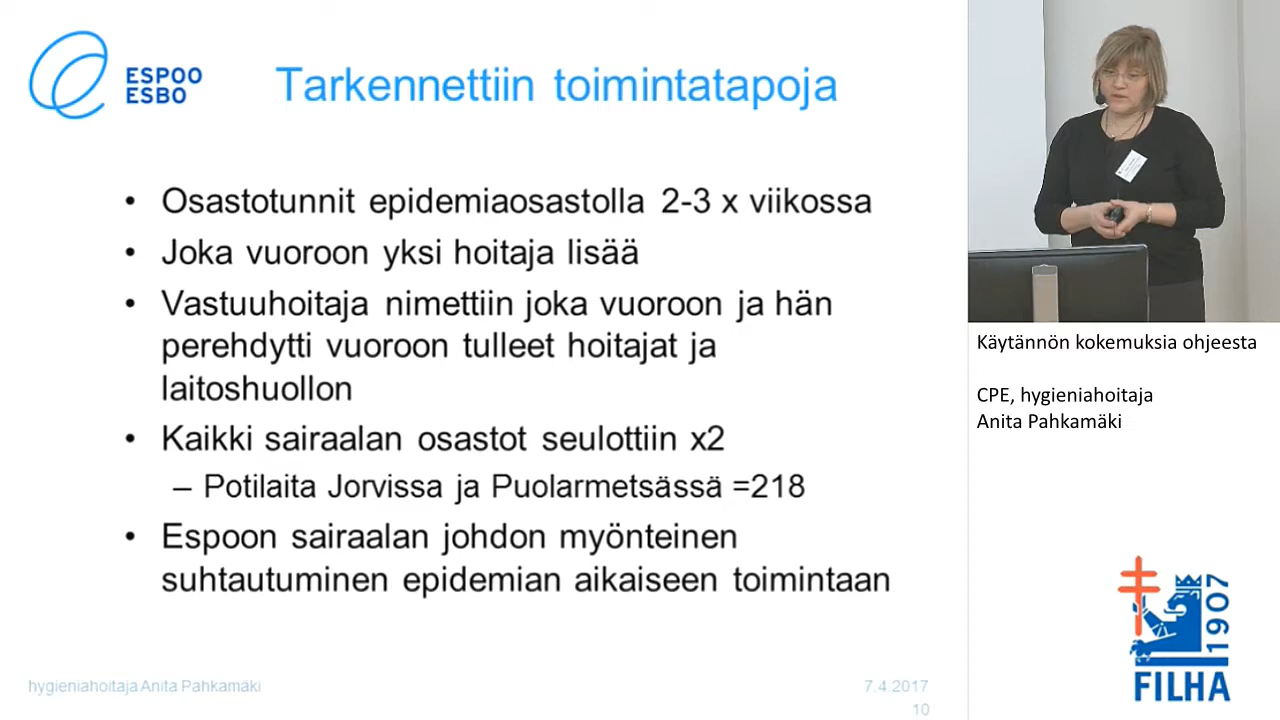 ESPOO
ESBO
Tarkennettiin toimintatapoja
• Osastotunnit epidemiaosastolla 2-3 x viikossa
• Joka vuoroon yksi hoitaja lisää
• Vastuuhoitaja nimettiin joka vuoroon ja hän
perehdytti vuoroon tulleet hoitajat ja
laitoshuollon
• Kaikki sairaalan osastot seulottiin x2
– Potilaita Jorvissa ja Puolarmetsässä =218
• Espoon sairaalan johdon myönteinen
suhtautuminen epidemian aikaiseen toimintaan
hygieniahoitaja Anita Pahkamäki
7.4.2017
10
Käytännön kokemuksia ohjeesta
CPE, hygieniahoitaja
Anita Pahkamäki
1907
FILHA